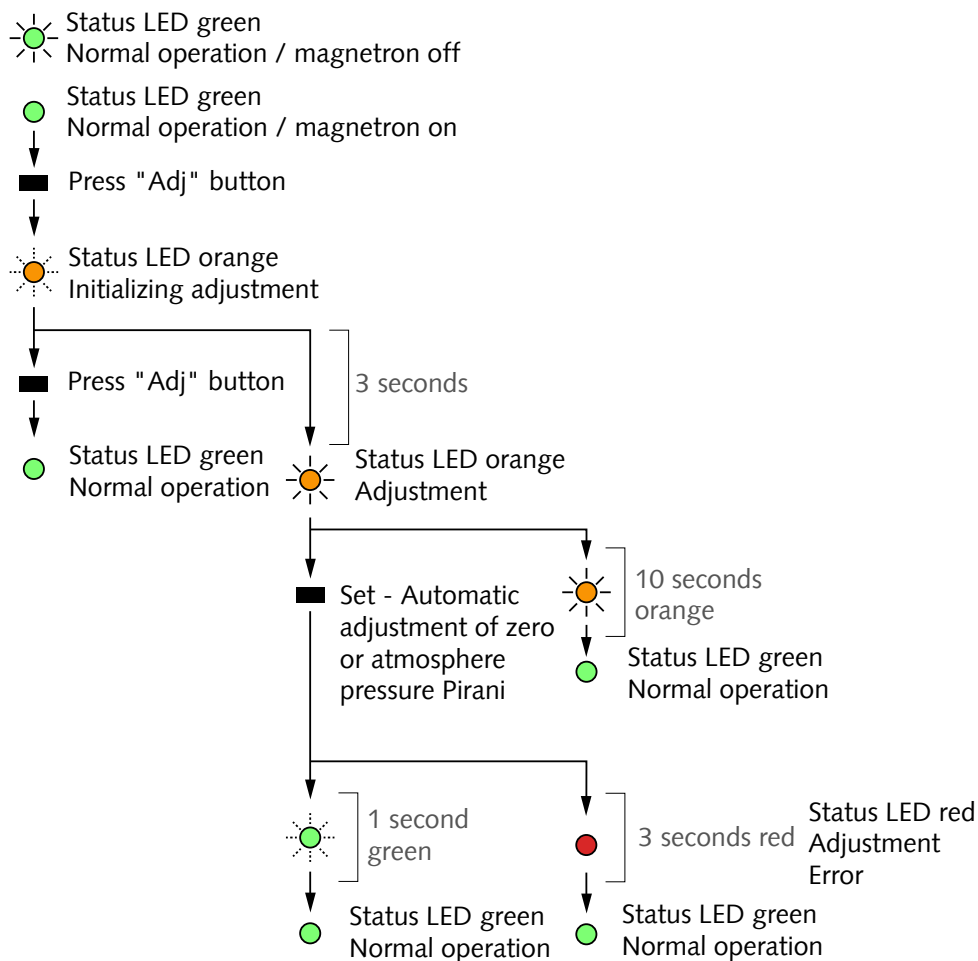 Status LED green
Normal operation / magnetron off
Status LED green
Normal operation / magnetron on
Press "Adj" button
Status LED orange
Initializing adjustment
Press "Adj" button
3 seconds
Status LED green
Normal operation
Status LED orange
Adjustment
Set - Automatic
adjustment of zero
or atmosphere
pressure Pirani
10 seconds
orange
Status LED green
Normal operation
1 second
green
3 seconds red
Status LED red
Adjustment
Error
Status LED green
Normal operation
Status LED green
Normal operation